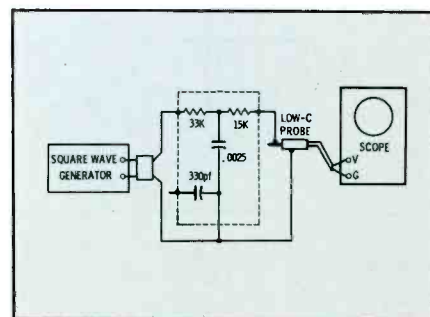 33K
15K
LOW-C
PROBE
SCOPE
SQUARE WAVE
GENERATOR
.0025
V
G
330pf